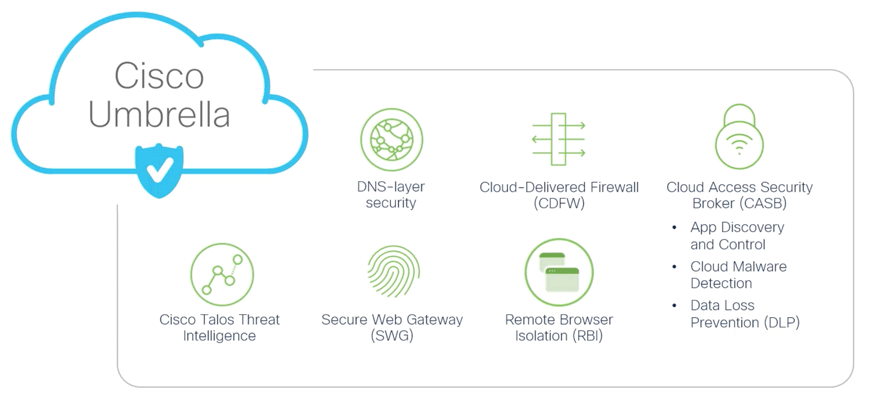 Cisco
Umbrella
DNS-layer
security
Cloud-Delivered Firewall
(CDFW)
Cloud Access Security
Broker (CASB)
• App Discovery
and Control
• Cloud Malware
Detection
• Data Loss
Prevention (DLP)
Cisco Talos Threat
Intelligence
Secure Web Gateway
(SWG)
Remote Browser
Isolation (RBI)